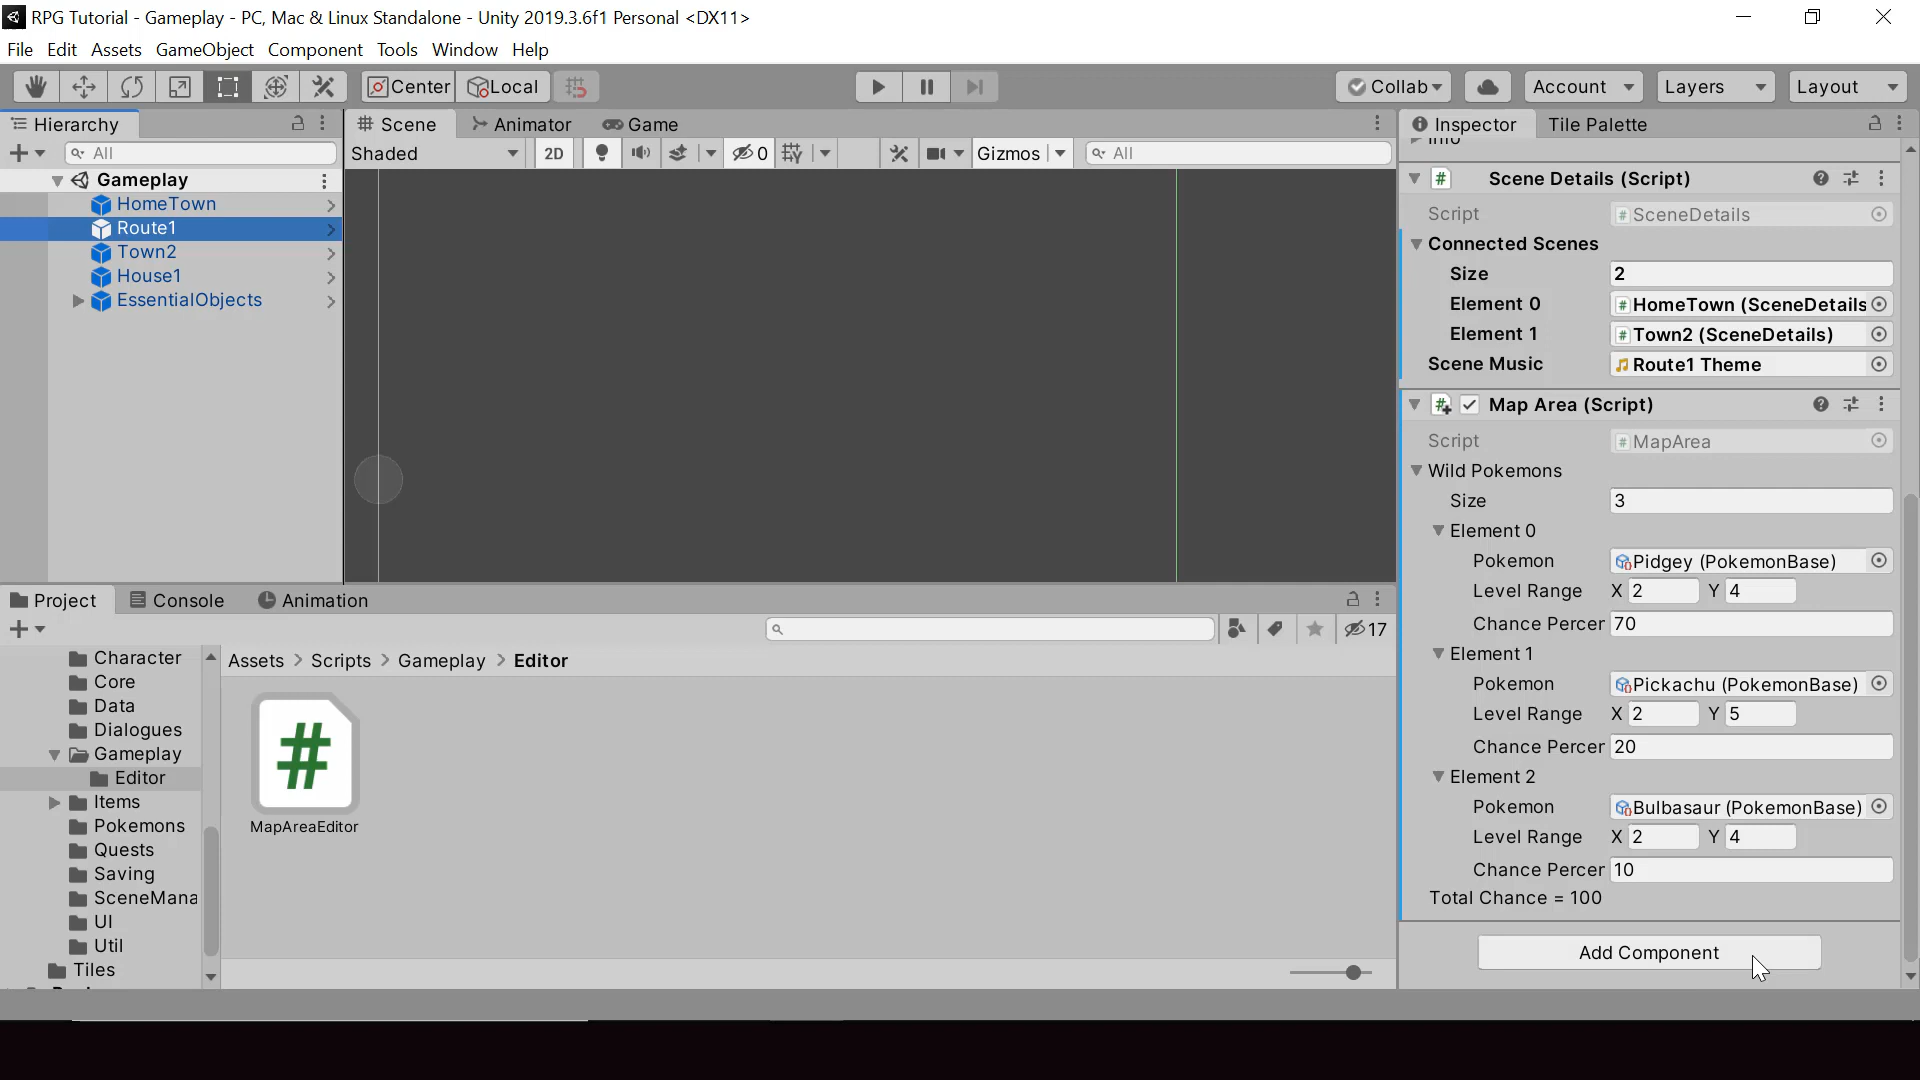 RPG Tutorial - Gameplay - PC, Mac & Linux Standalone - Unity 2019.3.6f1 Personal <DX11>
File Edit Assets GameObject Component Tools Window Help
Center Local Collab Account Layers Layout
Hierarchy
All
Gameplay
HomeTown
Route1
Town2
House1
EssentialObjects
Scene Animator Game
Shaded 2D 0 Gizmos All
Inspector Tile Palette
Info
Scene Details (Script)
Script # SceneDetails
Connected Scenes
Size 2
Element 0 # HomeTown (SceneDetails
Element 1 # Town2 (SceneDetails)
Scene Music Route1 Theme
Map Area (Script)
Script # MapArea
Wild Pokemons
Size 3
Element 0
Pokemon Pidgey (PokemonBase)
Level Range X 2 Y 4
Chance Percer 70
Element 1
Pokemon Pickachu (PokemonBase)
Level Range X 2 Y 5
Chance Percer 20
Element 2
Pokemon Bulbasaur (PokemonBase)
Level Range X 2 Y 4
Chance Percer 10
Total Chance = 100
Add Component
Project Console Animation
17
Character
Core
Data
Dialogues
Gameplay
Editor
Items
Pokemons
Quests
Saving
SceneMana
UI
Util
Tiles
Assets > Scripts > Gameplay > Editor
#
MapAreaEditor